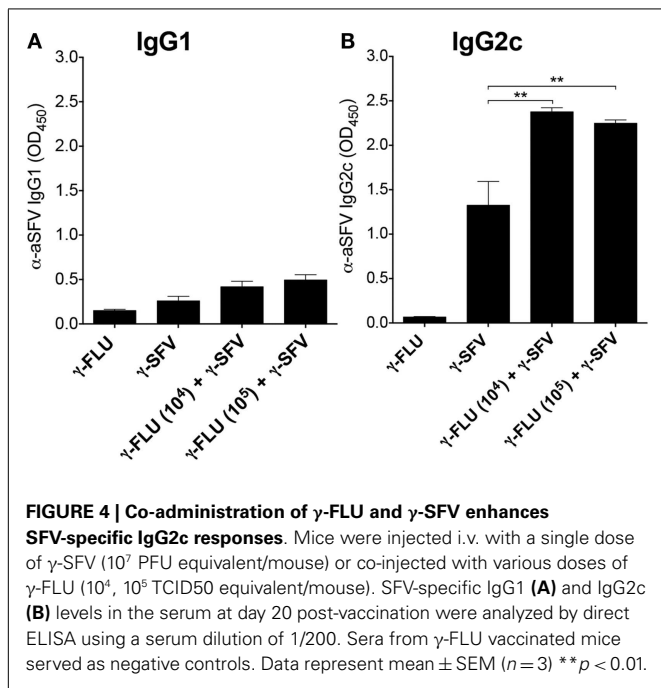 A IgG1
α-aSFV IgG1 (OD450)
3.0
2.5
2.0
1.5
1.0
0.5
0.0
γ-FLU
γ-SFV
γ-FLU (10⁴) + γ-SFV
γ-FLU (10⁵) + γ-SFV
B IgG2c
α-aSFV IgG2c (OD450)
3.0
2.5
2.0
1.5
1.0
0.5
0.0
**
**
γ-FLU
γ-SFV
γ-FLU (10⁴) + γ-SFV
γ-FLU (10⁵) + γ-SFV
FIGURE 4 | Co-administration of γ-FLU and γ-SFV enhances
SFV-specific IgG2c responses. Mice were injected i.v. with a single dose
of γ-SFV (10⁷ PFU equivalent/mouse) or co-injected with various doses of
γ-FLU (10⁴, 10⁵ TCID50 equivalent/mouse). SFV-specific IgG1 (A) and IgG2c
(B) levels in the serum at day 20 post-vaccination were analyzed by direct
ELISA using a serum dilution of 1/200. Sera from γ-FLU vaccinated mice
served as negative controls. Data represent mean ± SEM (n = 3) **p < 0.01.